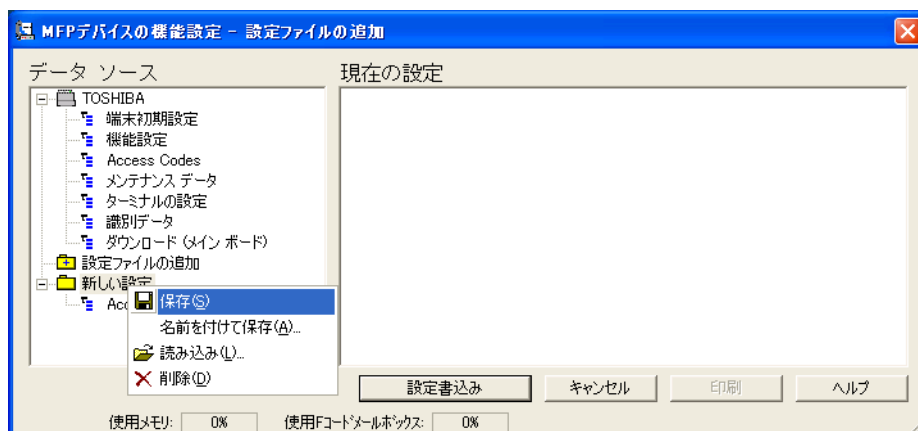 MFPデバイスの機能設定 - 設定ファイルの追加
データ ソース
現在の設定
TOSHIBA
端末初期設定
機能設定
Access Codes
メンテナンス データ
ターミナルの設定
識別データ
ダウンロード (メイン ボード)
設定ファイルの追加
新しい設定
保存(S)
名前を付けて保存(A)...
読み込み(L)...
削除(D)
設定書込み
キャンセル
印刷
ヘルプ
使用メモリ: 0%
使用Fコードメールボックス: 0%